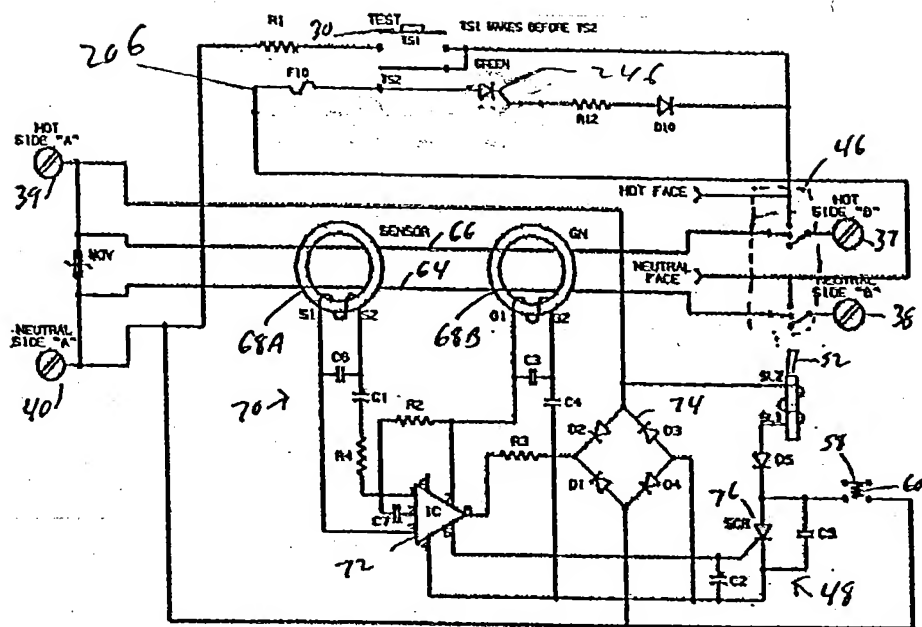 R1
30
TEST
TS1
TS1 MAKES BEFORE TS2
206
F10
TS2
GREEN
246
R12
D10
HOT
SIDE "A"
39
46
HOT FACE
HOT
SIDE "B"
37
SENSOR
66
GN
MOV
64
NEUTRAL
FACE
NEUTRAL
SIDE "B"
38
NEUTRAL
SIDE "A"
40
68A
S1
S2
68B
G1
G2
52
C6
C3
70
C1
R2
C4
74
D2
D3
R4
R3
D5
58
60
D1
D4
76
IC
C7
SCR
72
C9
C2
48